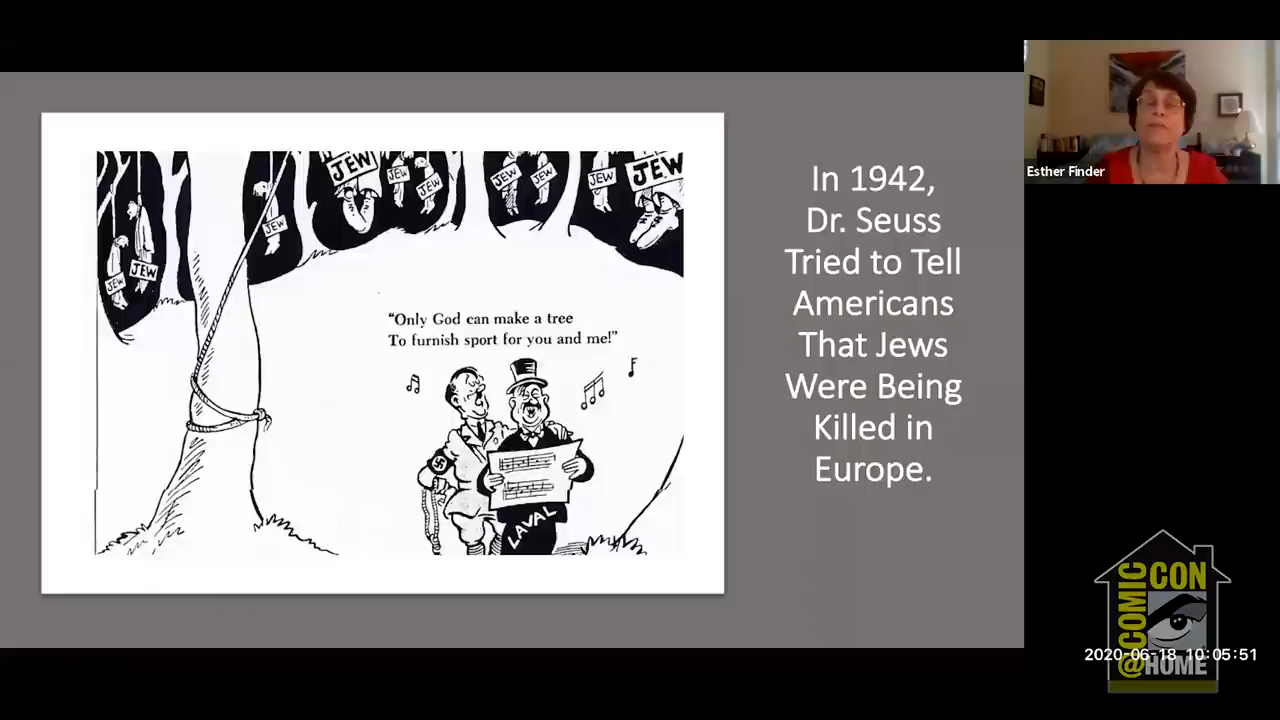 JEW
JEW
JEW
JEW
JEW
JEW
JEW
JEW
JEW
JEW
"Only God can make a tree
To furnish sport for you and me!"
LAVAL
In 1942,
Dr. Seuss
Tried to Tell
Americans
That Jews
Were Being
Killed in
Europe.
Esther Finder
COMIC
CON
@HOME
2020-06-18 10:05:51